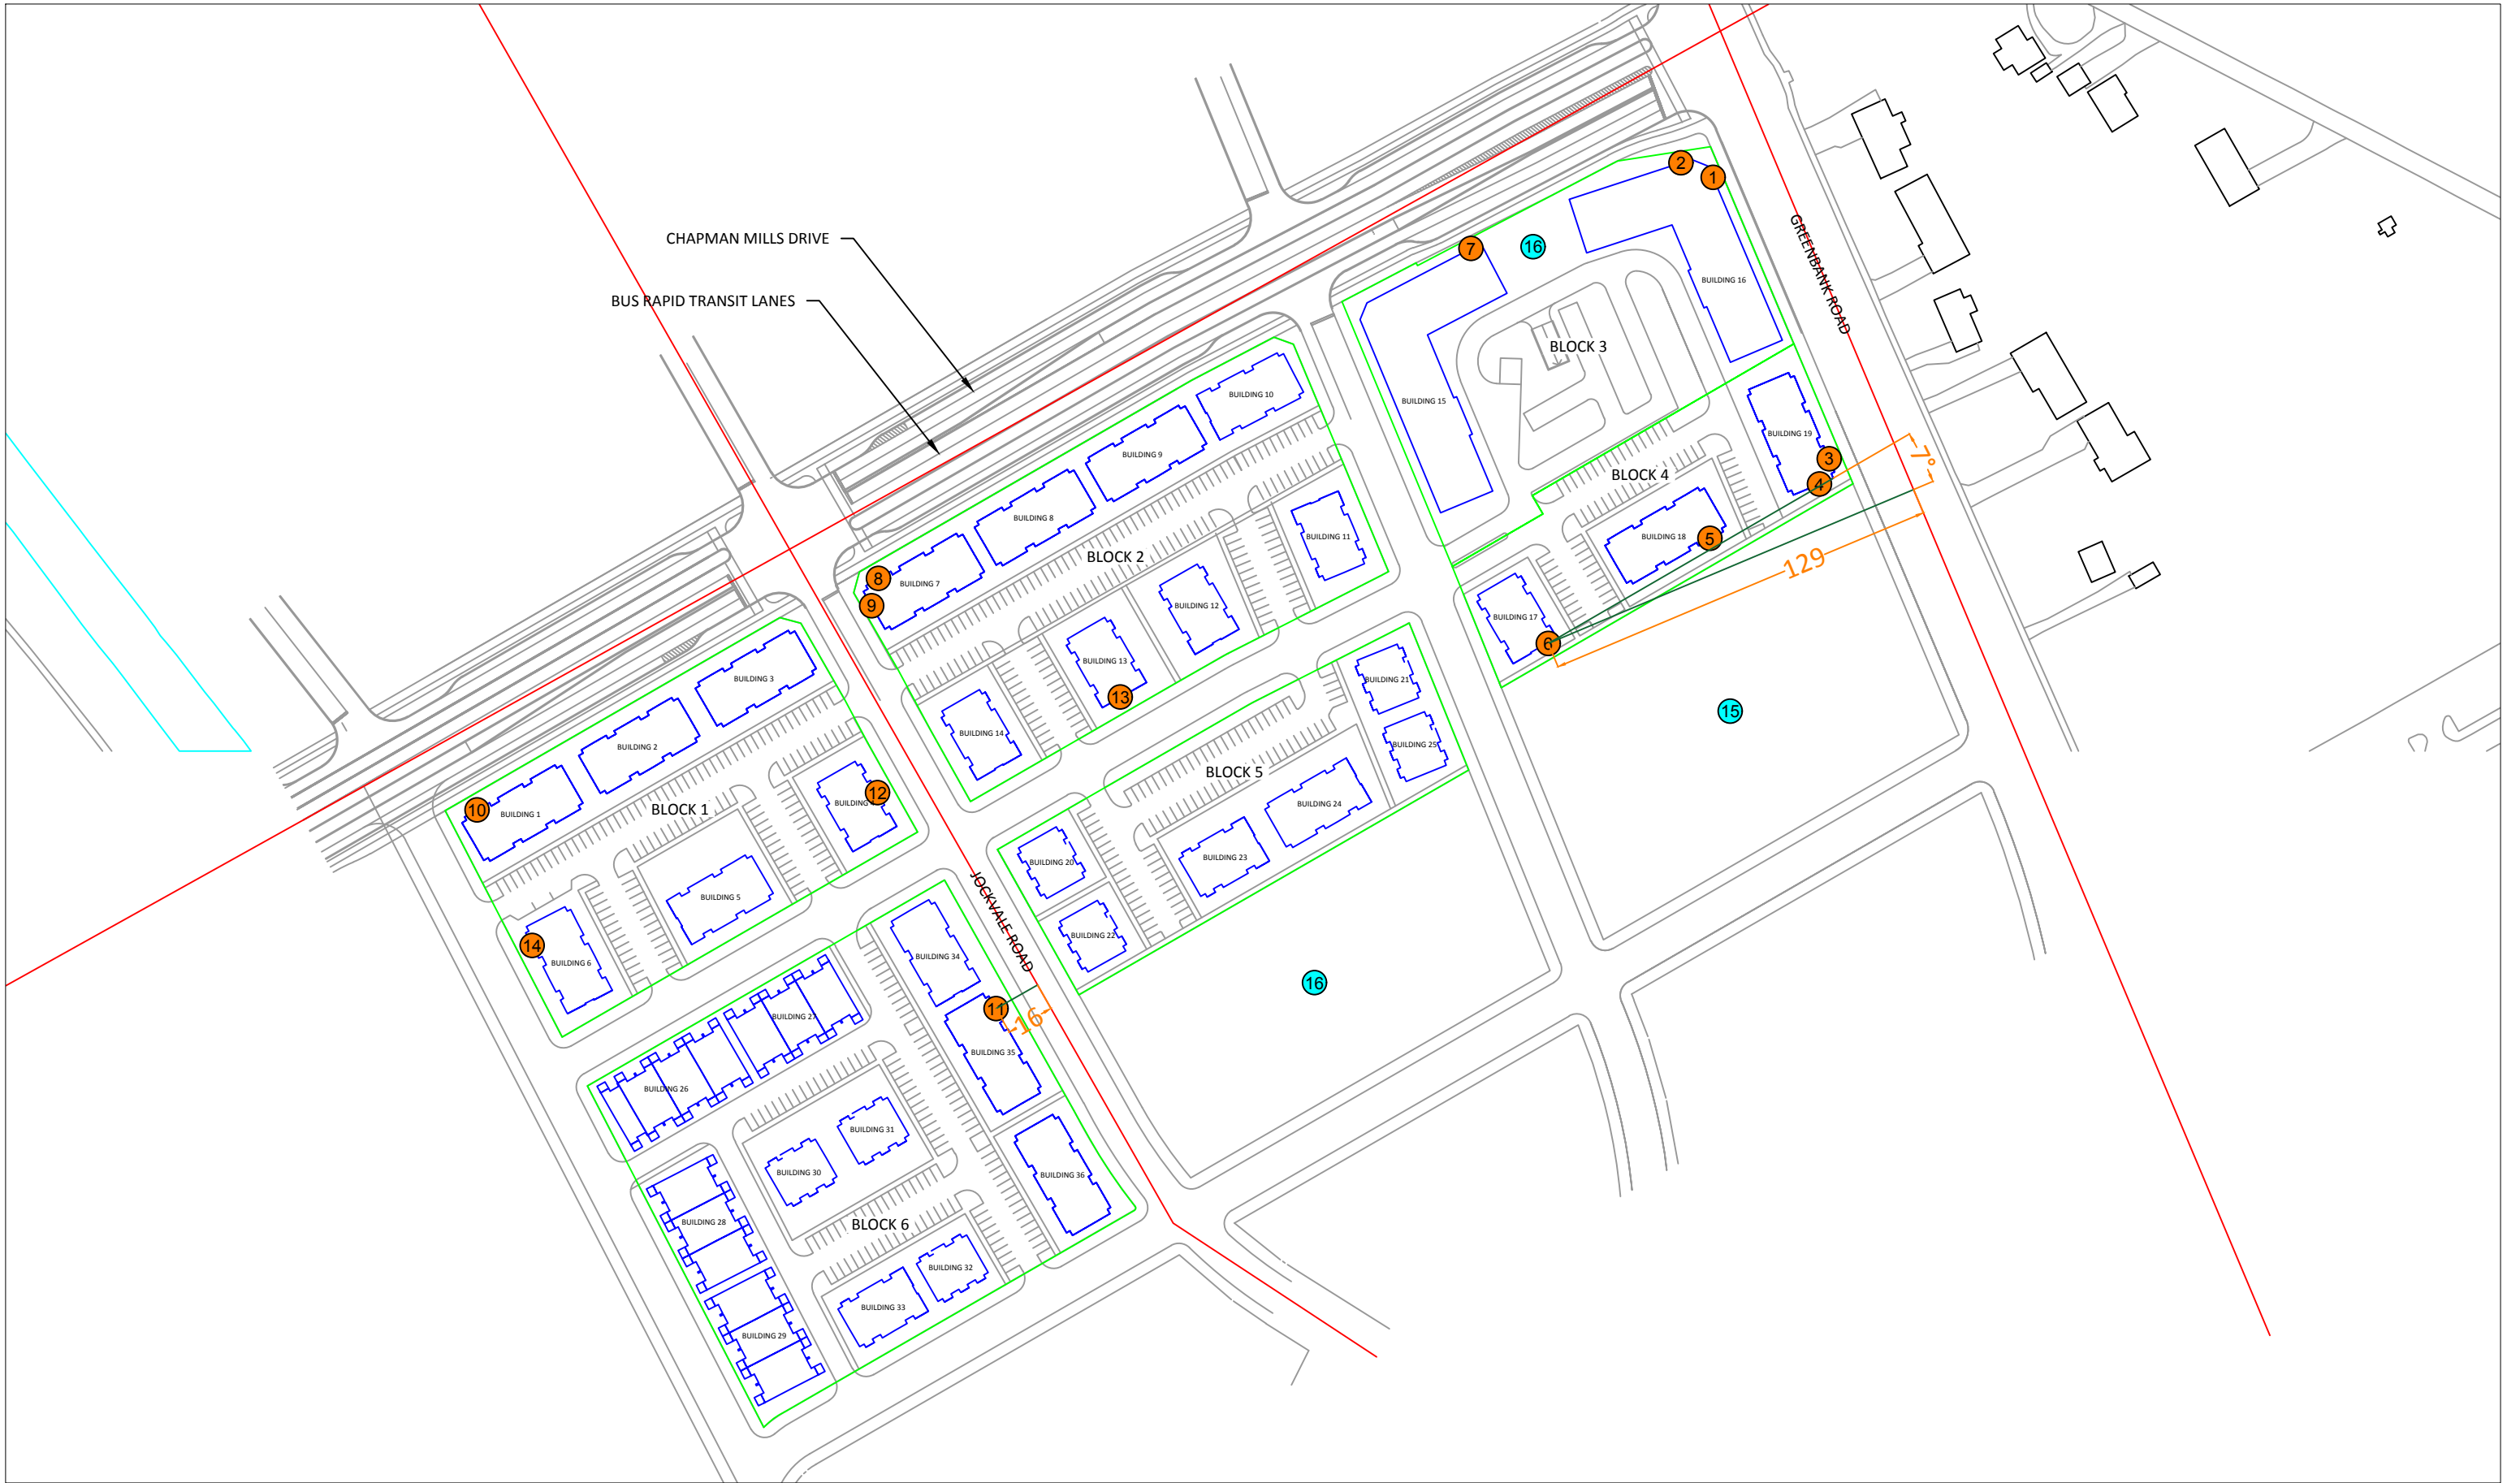 2
1
CHAPMAN MILLS DRIVE
GREENBANK ROAD
7
16
BUILDING 16
BUS RAPID TRANSIT LANES
BLOCK 3
BUILDING 10
BUILDING 15
BUILDING 19
BUILDING 9
3
7°
BLOCK 4
4
BUILDING 8
BUILDING 11
BUILDING 18
5
BLOCK 2
129
8
BUILDING 7
9
BUILDING 12
BUILDING 17
6
BUILDING 13
BUILDING 3
BUILDING 21
13
15
BUILDING 14
BUILDING 2
BUILDING 25
BLOCK 5
12
BUILDING
BUILDING 24
10
BUILDING 1
BLOCK 1
BUILDING 23
BUILDING 20
BUILDING 5
JOCKVALE ROAD
BUILDING 22
14
BUILDING 6
BUILDING 34
16
11
16
BUILDING 27
BUILDING 35
BUILDING 26
BUILDING 31
BUILDING 30
BUILDING 36
BUILDING 28
BLOCK 6
BUILDING 32
BUILDING 33
BUILDING 29